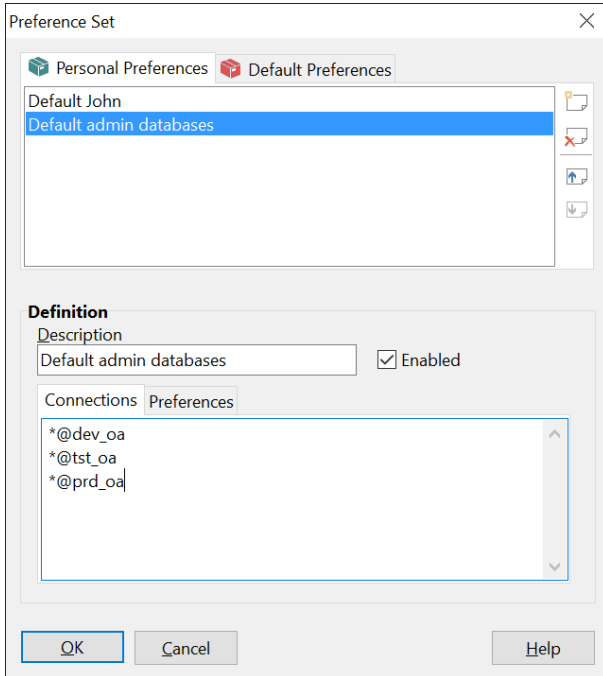 Preference Set
Personal Preferences Default Preferences
Default John
Default admin databases
Definition
Description
Default admin databases Enabled
Connections Preferences
*@dev_oa
*@tst_oa
*@prd_oa
OK Cancel Help